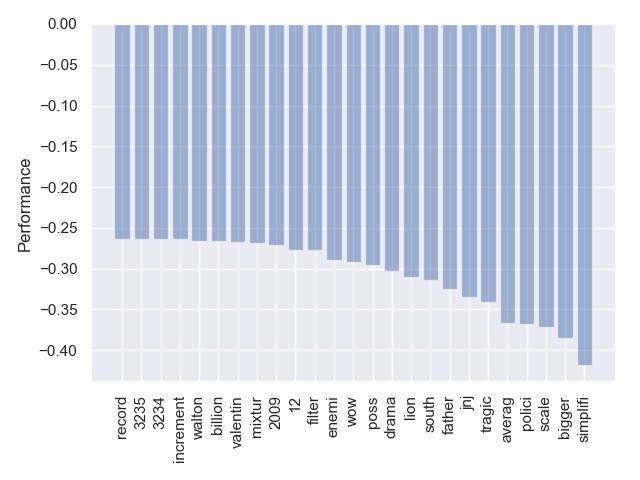 0.00
−0.05
−0.10
−0.15
−0.20
−0.25
−0.30
−0.35
−0.40
Performance
record
3235
3234
increment
walton
billion
valentin
mixtur
2009
12
filter
enemi
wow
poss
drama
lion
south
father
jnj
tragic
averag
polici
scale
bigger
simplifi